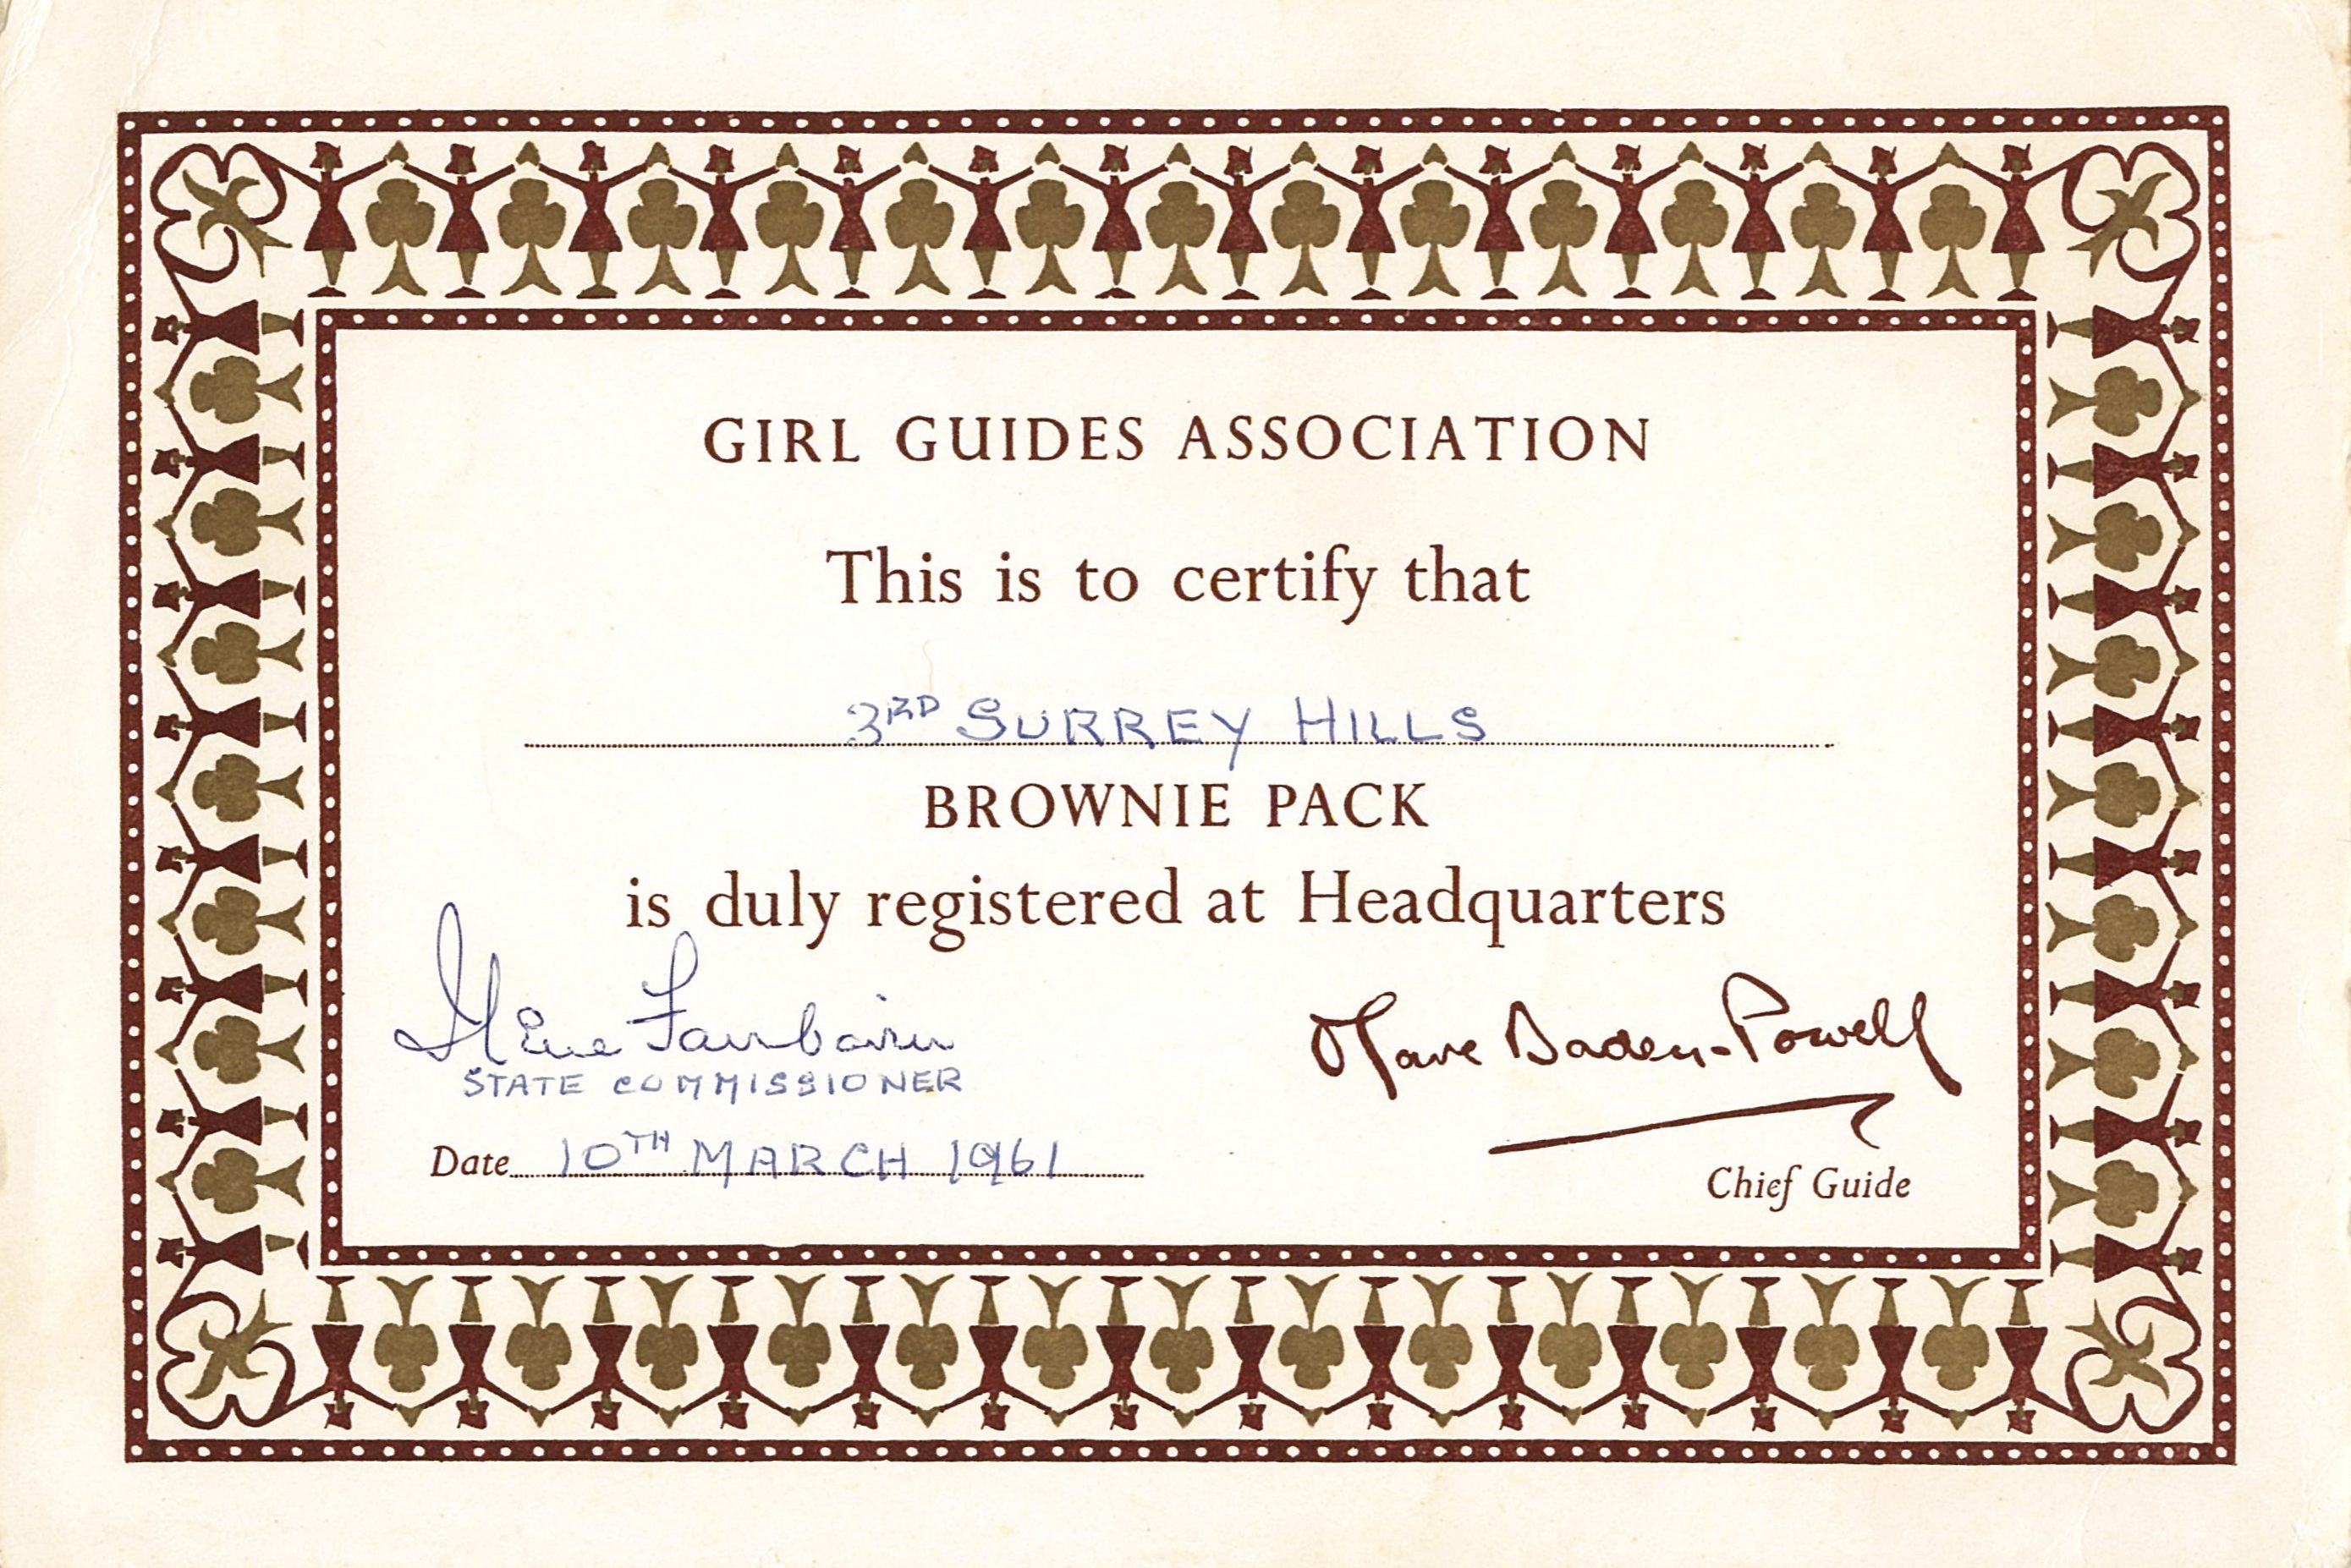 GIRL GUIDES ASSOCIATION
This is to certify that
3RD SURREY HILLS
BROWNIE PACK
is duly registered at Headquarters
Fairbairn
Olave Baden-Powell
STATE COMMISSIONER
Date 10TH MARCH 1961
Chief Guide